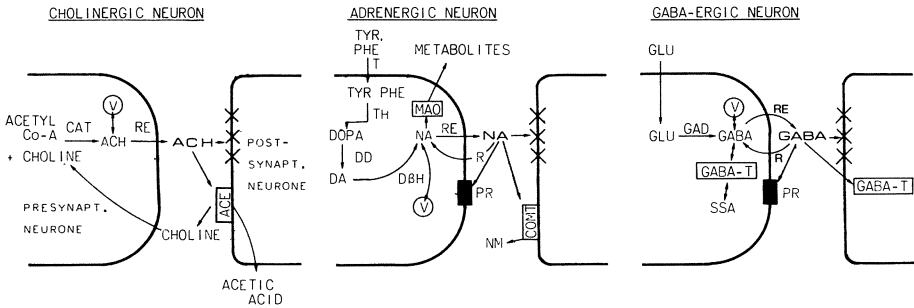 CHOLINERGIC NEURON
ACETYL
Co-A
+ CHOLINE
CAT
V
ACH
RE
ACH
POST-
SYNAPT.
NEURONE
PRESYNAPT.
NEURONE
ACE
CHOLINE
ACETIC
ACID
ADRENERGIC NEURON
TYR,
PHE
T
METABOLITES
TYR PHE
TH
MAO
DOPA
NA
RE
NA
DD
R
DA
DBH
V
PR
COMT
NM
GABA-ERGIC NEURON
GLU
V
RE
GLU
GAD
GABA
GABA
R
GABA-T
PR
GABA-T
SSA